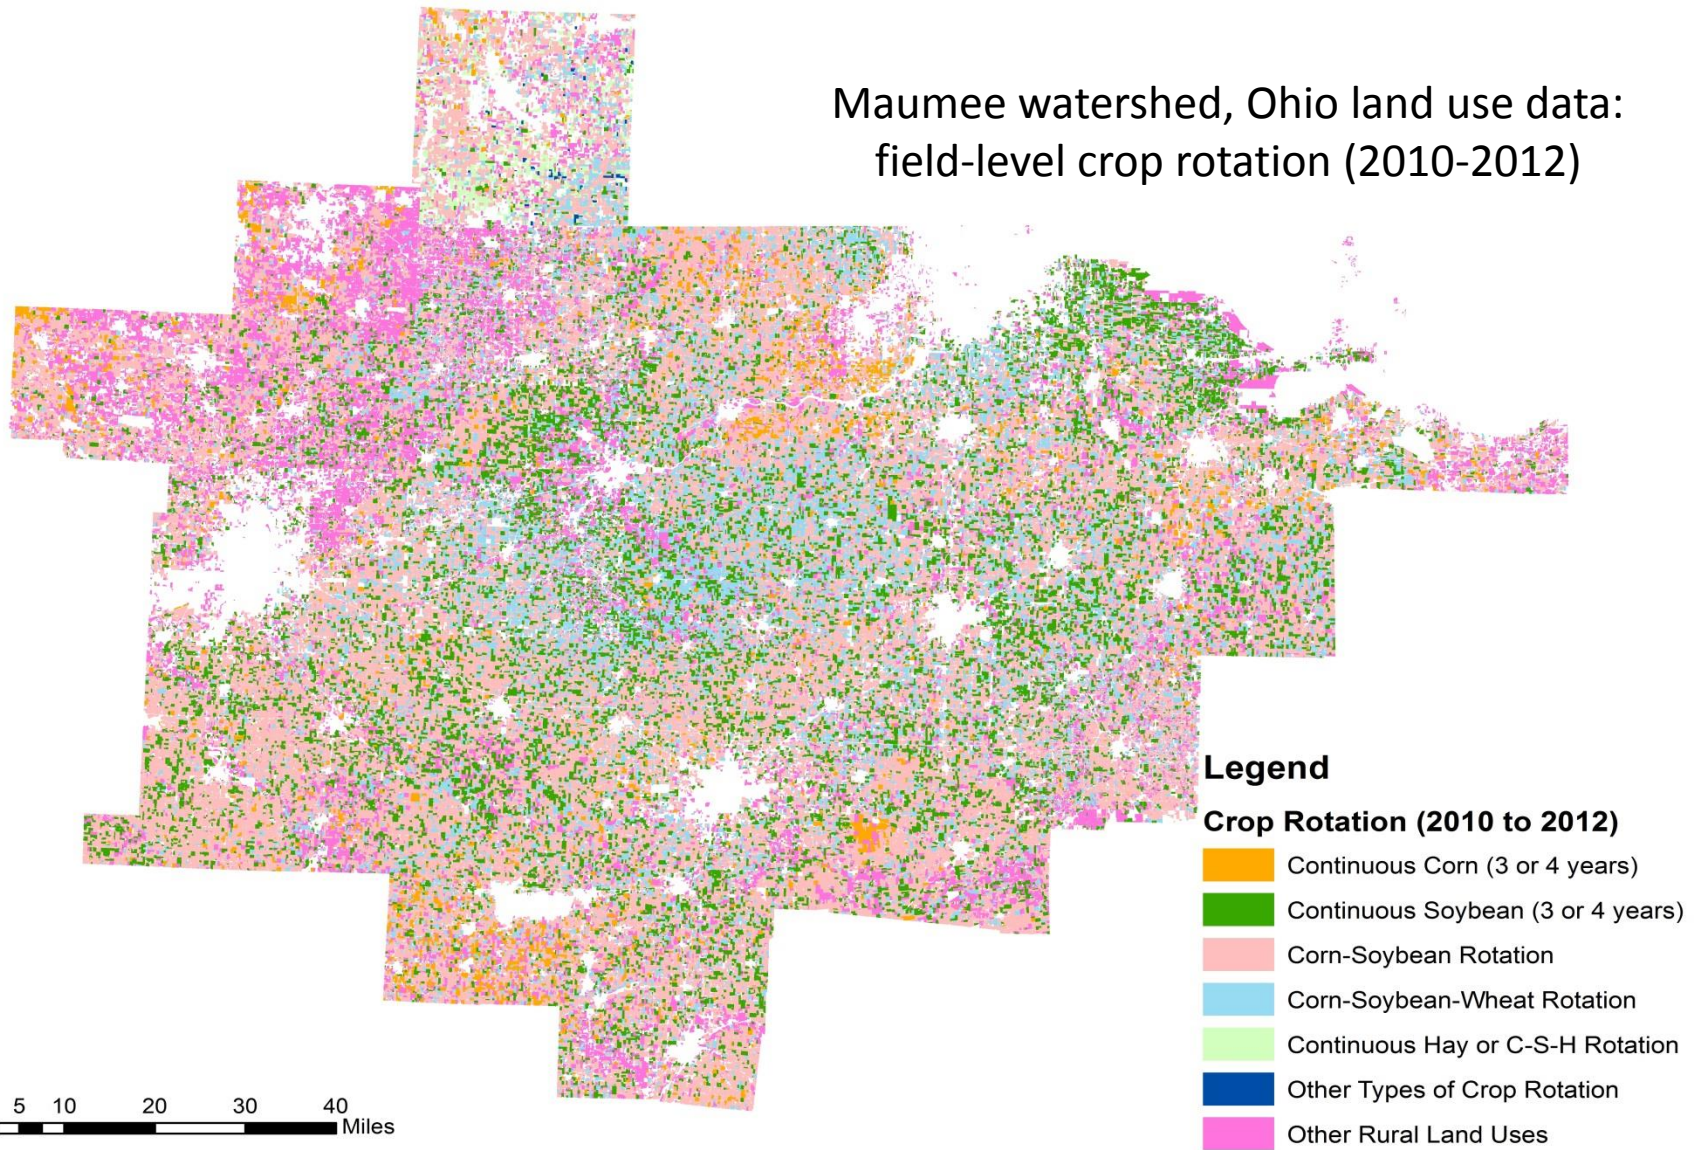 Maumee watershed, Ohio land use data:
field-level crop rotation (2010-2012)
Legend
Crop Rotation (2010 to 2012)
Continuous Corn (3 or 4 years)
Continuous Soybean (3 or 4 years)
Corn-Soybean Rotation
Corn-Soybean-Wheat Rotation
Continuous Hay or C-S-H Rotation
Other Types of Crop Rotation
Other Rural Land Uses
5 10 20 30 40
Miles